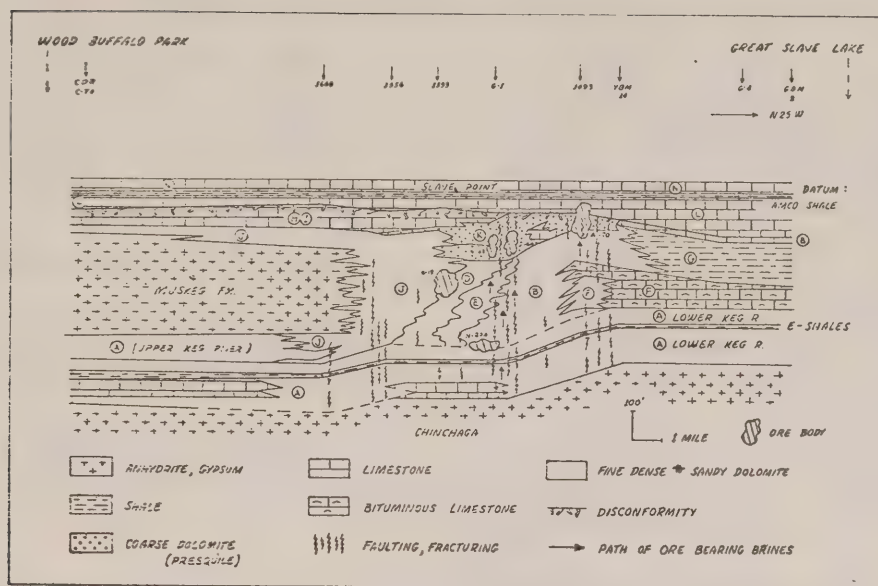 WOOD BUFFALO PARK
GREAT SLAVE LAKE
G-1
N 25 W
SLAVE POINT
DATUM:
AMCO SHALE
K
L
B
J
G
MUSKEG FM.
J
E
B
F
F
A LOWER KEG R.
E-SHALES
A (UPPER KEG RIVER)
J
A LOWER KEG R.
A
100'
1 MILE
ORE BODY
CHINCHAGA
ANHYDRITE, GYPSUM
LIMESTONE
FINE DENSE + SANDY DOLOMITE
SHALE
BITUMINOUS LIMESTONE
DISCONFORMITY
COARSE DOLOMITE
(PRESQUILE)
FAULTING, FRACTURING
PATH OF ORE BEARING BRINES